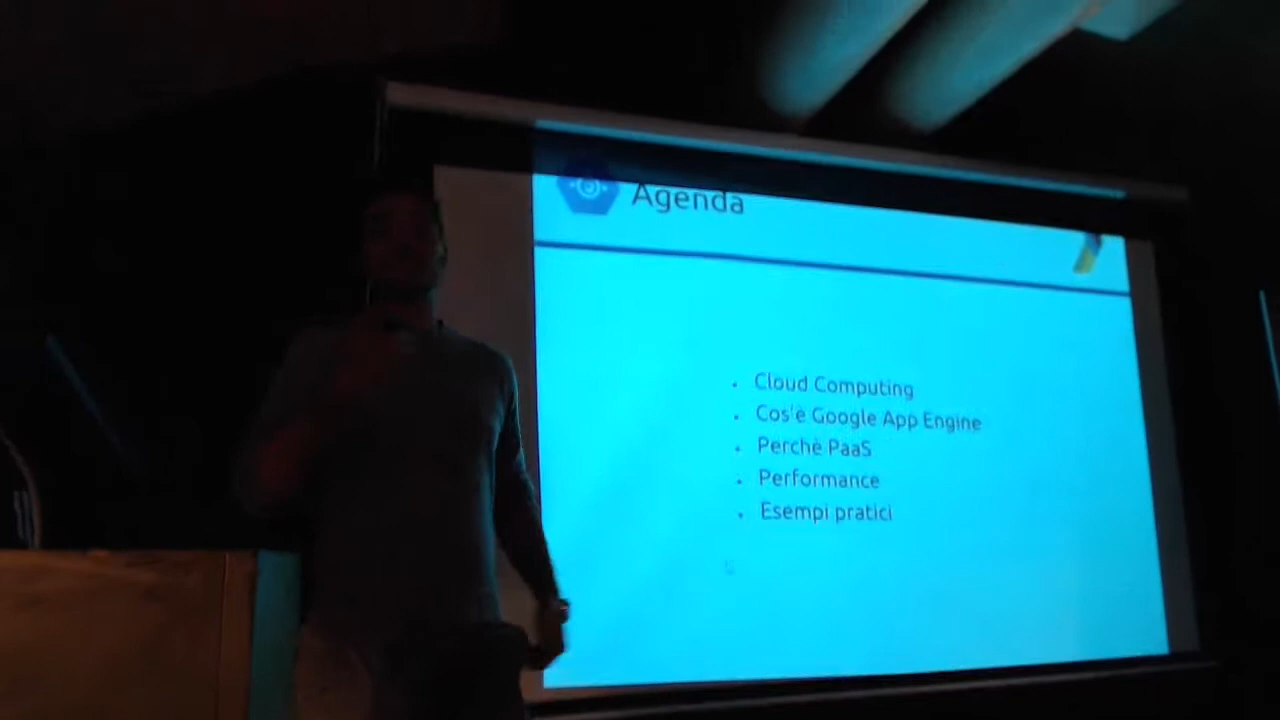 Agenda
Cloud Computing
Cos'è Google App Engine
Perchè PaaS
Performance
Esempi pratici